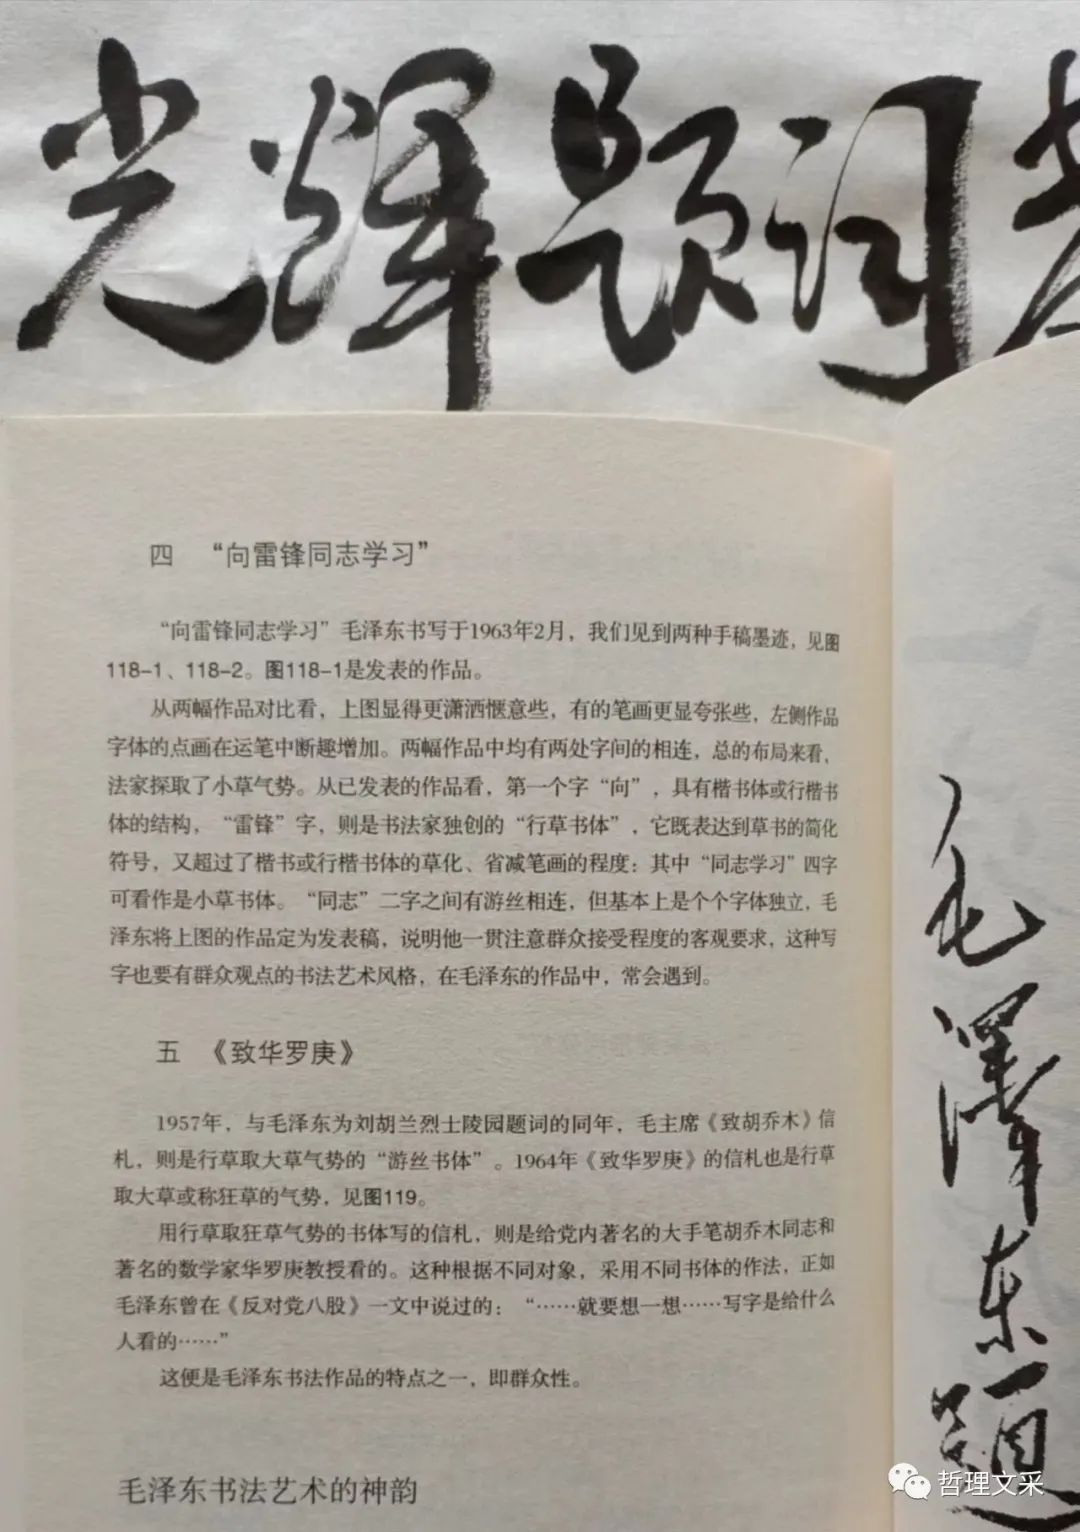 光辉题词
四 “向雷锋同志学习”
“向雷锋同志学习”毛泽东书写于1963年2月，我们见到两种手稿墨迹，见图
118-1、118-2。图118-1是发表的作品。
从两幅作品对比看，上图显得更潇洒惬意些，有的笔画更显夸张些，左侧作品
字体的点画在运笔中断趣增加。两幅作品中均有两处字间的相连，总的布局来看，
法家探取了小草气势。从已发表的作品看，第一个字“向”，具有楷书体或行楷书
体的结构，“雷锋”字，则是书法家独创的“行草书体”，它既表达到草书的简化
符号，又超过了楷书或行楷书体的草化、省减笔画的程度：其中“同志学习”四字
可看作是小草书体。“同志”二字之间有游丝相连，但基本上是个个字体独立，毛
泽东将上图的作品定为发表稿，说明他一贯注意群众接受程度的客观要求，这种写
字也要有群众观点的书法艺术风格，在毛泽东的作品中，常会遇到。
五 《致华罗庚》
1957年，与毛泽东为刘胡兰烈士陵园题词的同年，毛主席《致胡乔木》信
札，则是行草取大草气势的“游丝书体”。1964年《致华罗庚》的信札也是行草
取大草或称狂草的气势，见图119。
用行草取狂草气势的书体写的信札，则是给党内著名的大手笔胡乔木同志和
著名的数学家华罗庚教授看的。这种根据不同对象，采用不同书体的作法，正如
毛泽东曾在《反对党八股》一文中说过的：“……就要想一想……写字是给什么
人看的……”
这便是毛泽东书法作品的特点之一，即群众性。
毛泽东书法艺术的神韵
毛澤东题
哲理文采